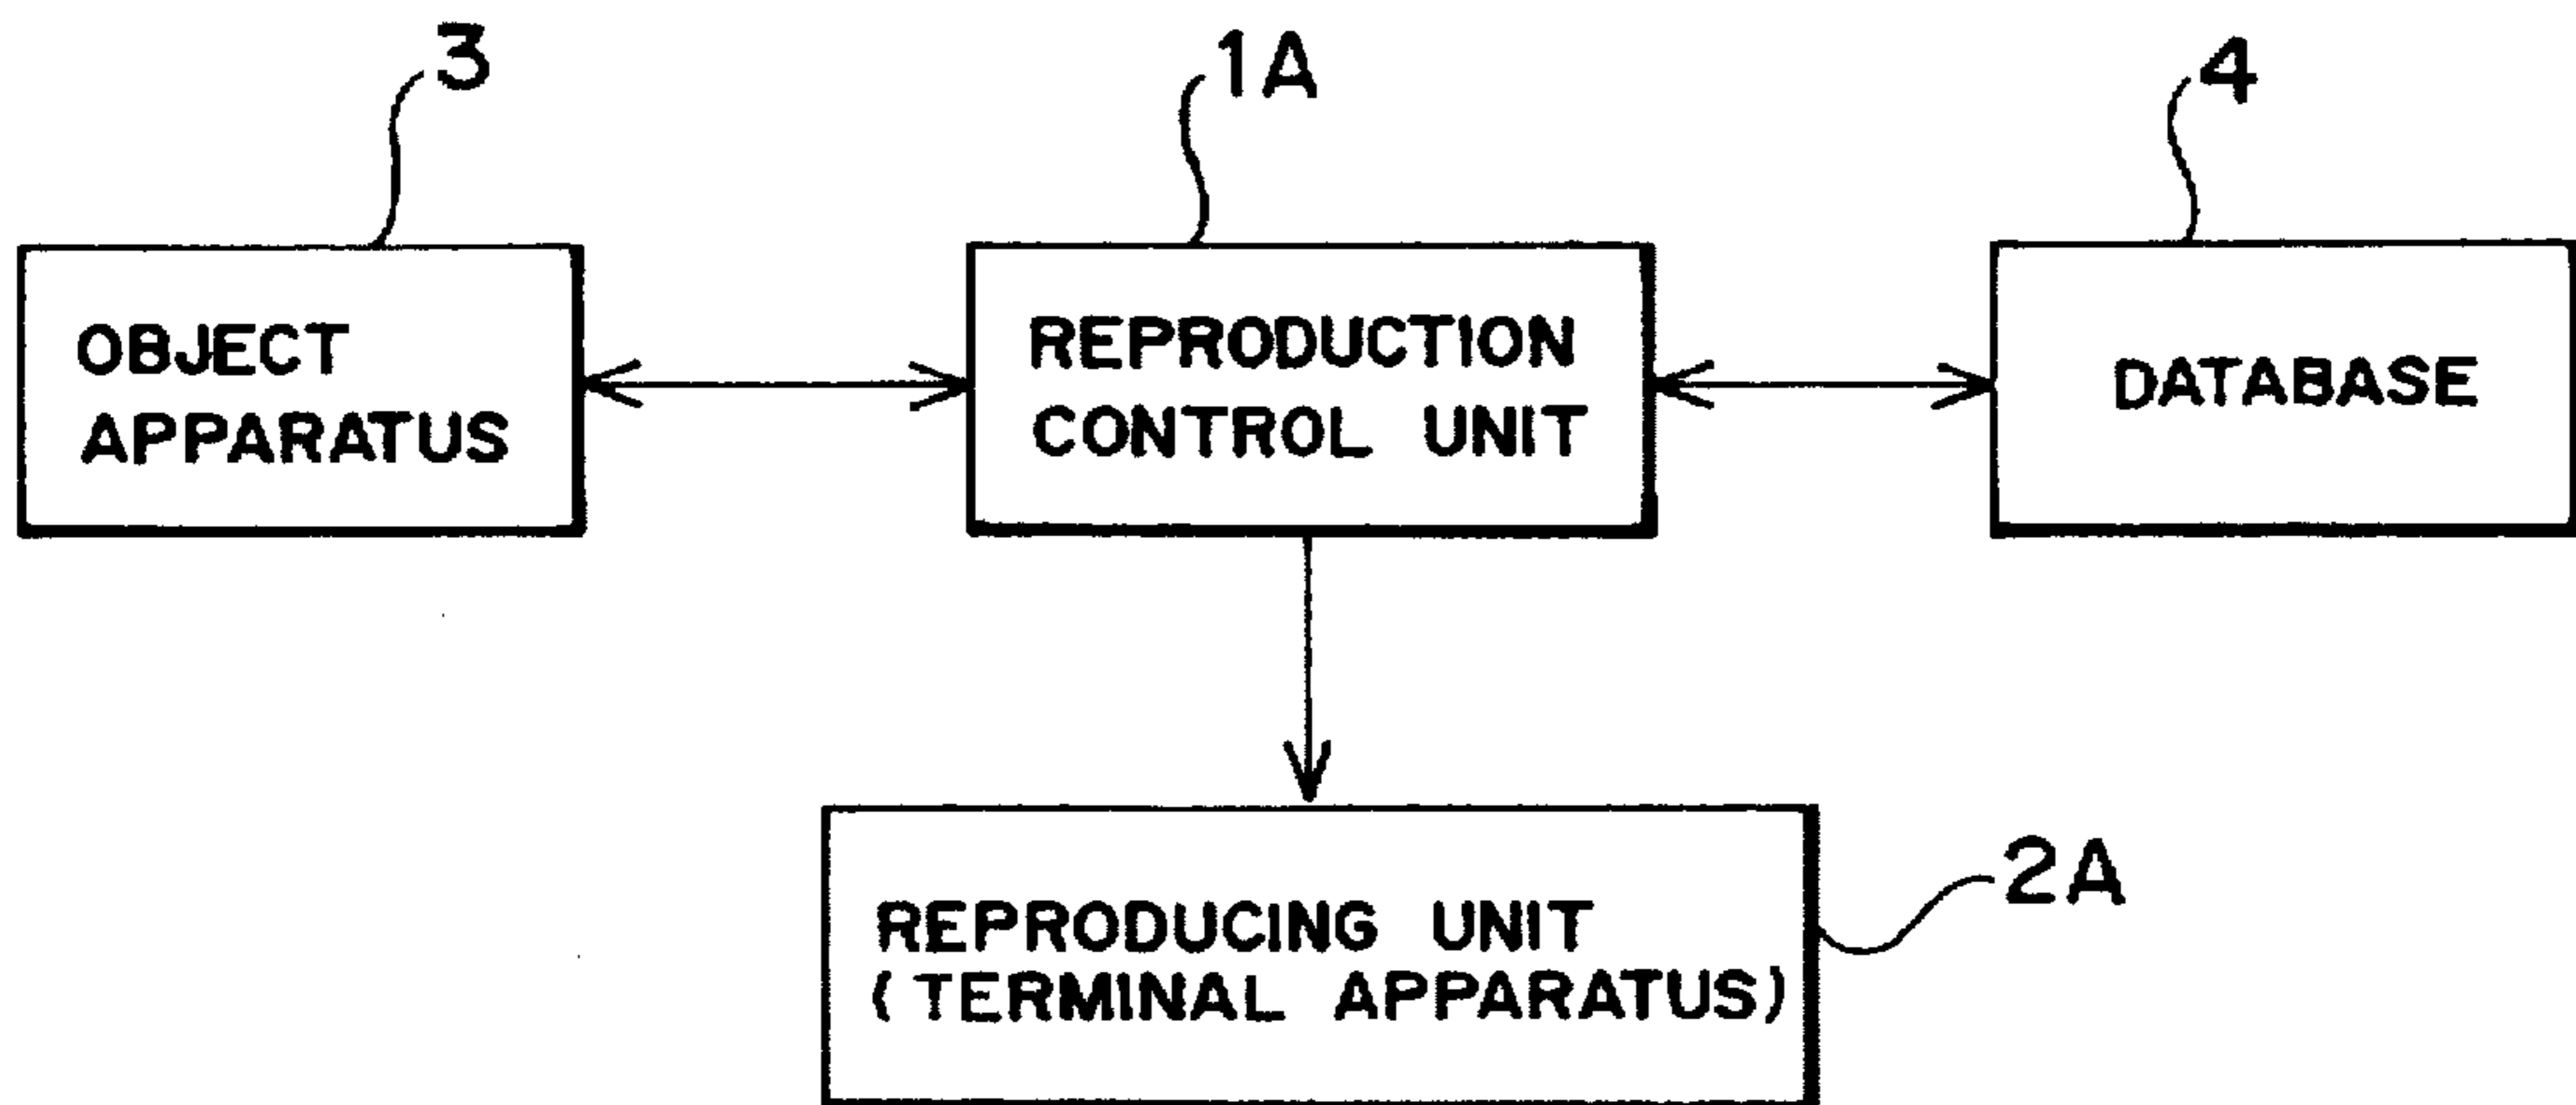 3
1A
4
OBJECT
APPARATUS
REPRODUCTION
CONTROL UNIT
DATABASE
2A
REPRODUCING UNIT
(TERMINAL APPARATUS)